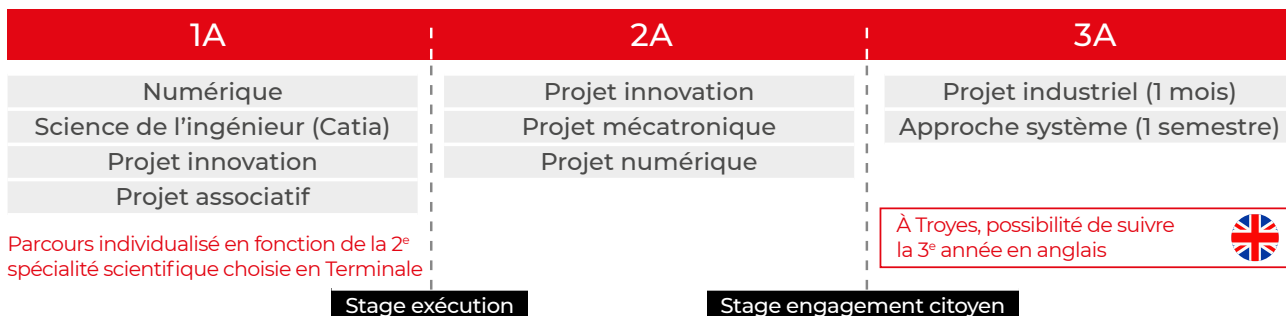 1A
Numérique
Science de l'ingénieur (Catia)
Projet innovation
Projet associatif
Parcours individualisé en fonction de la 2e
spécialité scientifique choisie en Terminale
Stage exécution
2A
Projet innovation
Projet mécatronique
Projet numérique
Stage engagement citoyen
3A
Projet industriel (1 mois)
Approche système (1 semestre)
À Troyes, possibilité de suivre
la 3e année en anglais